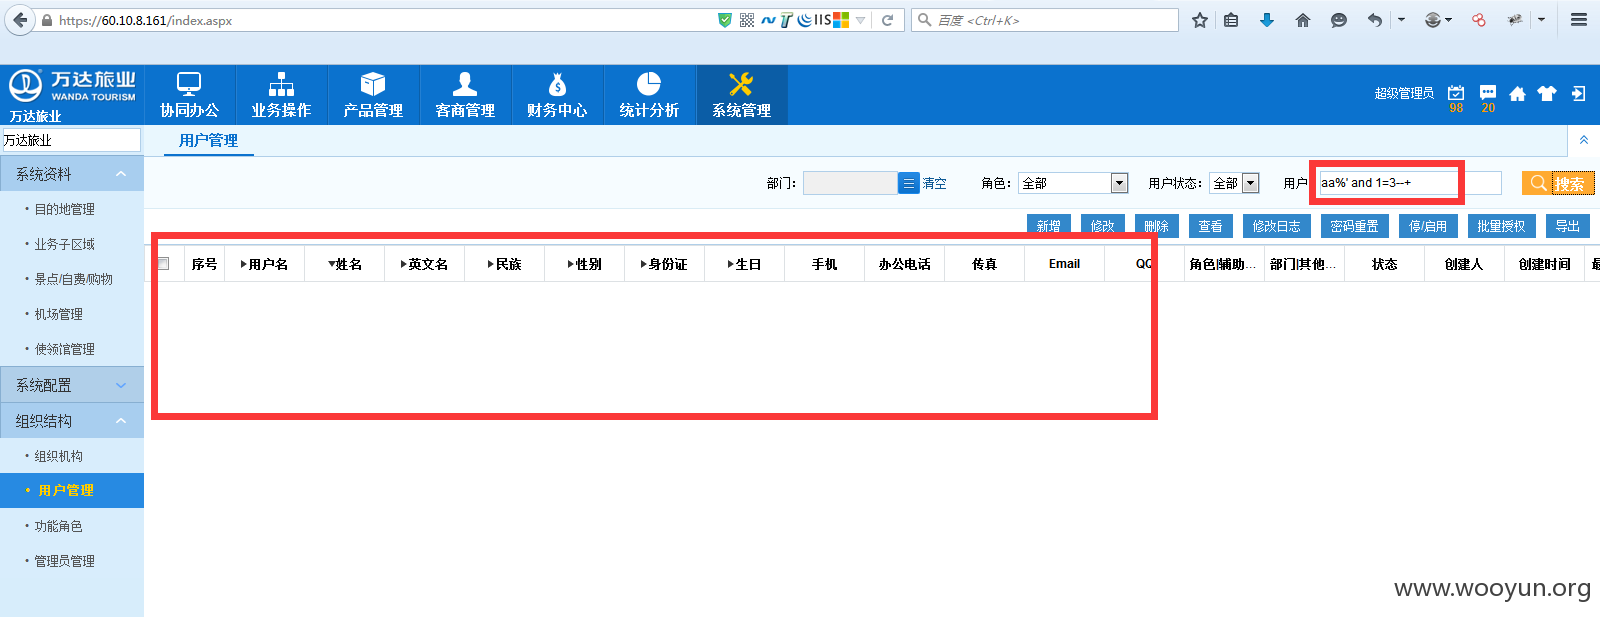 https://60.10.8.161/index.aspx
IIS
百度 <Ctrl+K>
万达旅业
WANDA TOURISM
万达旅业
协同办公
业务操作
产品管理
客商管理
财务中心
统计分析
系统管理
超级管理员
98
20
万达旅业
用户管理
系统资料
目的地管理
业务子区域
景点/自费/购物
机场管理
使领馆管理
系统配置
组织结构
组织机构
用户管理
功能角色
管理员管理
部门：
清空
角色：
全部
用户状态：
全部
用户
aa%' and 1=3--+
搜索
新增
修改
删除
查看
修改日志
密码重置
停/启用
批量授权
导出
序号
用户名
姓名
英文名
民族
性别
身份证
生日
手机
办公电话
传真
Email
QQ
角色|辅助...
部门|其他...
状态
创建人
创建时间
www.wooyun.org